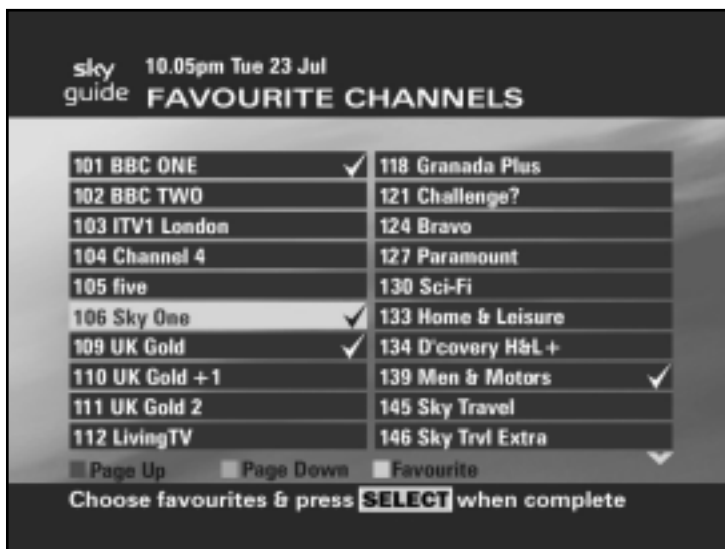 sky guide
10.05pm Tue 23 Jul
FAVOURITE CHANNELS
101 BBC ONE
102 BBC TWO
103 ITV1 London
104 Channel 4
105 five
106 Sky One
109 UK Gold
110 UK Gold +1
111 UK Gold 2
112 LivingTV
118 Granada Plus
121 Challenge?
124 Bravo
127 Paramount
130 Sci-Fi
133 Home & Leisure
134 D'covery H&L+
139 Men & Motors
145 Sky Travel
146 Sky Trvl Extra
Page Up Page Down Favourite
Choose favourites & press SELECT when complete